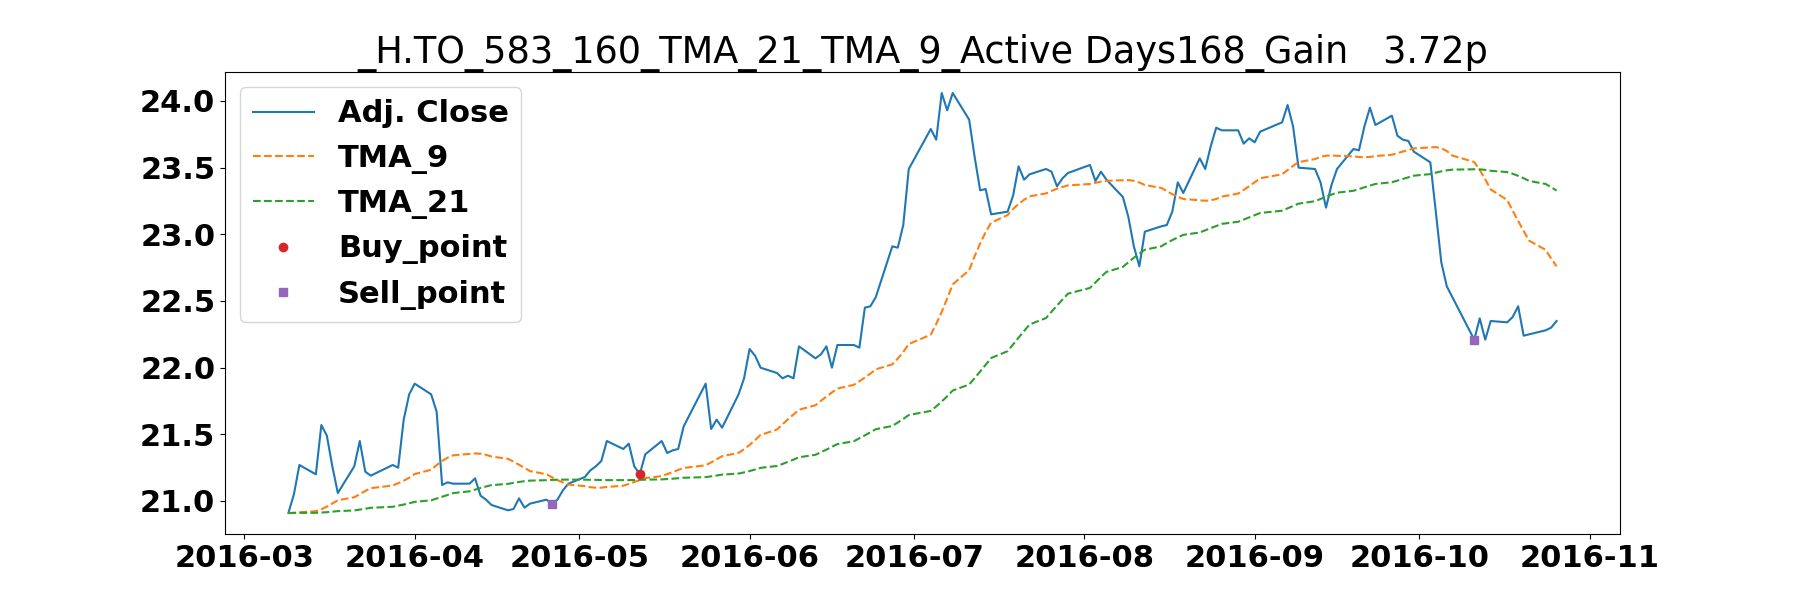 _H.TO_583_160_TMA_21_TMA_9_Active Days168_Gain   3.72p
24.0
23.5
23.0
22.5
22.0
21.5
21.0
Adj. Close
TMA_9
TMA_21
Buy_point
Sell_point
2016-03 2016-04 2016-05 2016-06 2016-07 2016-08 2016-09 2016-10 2016-11